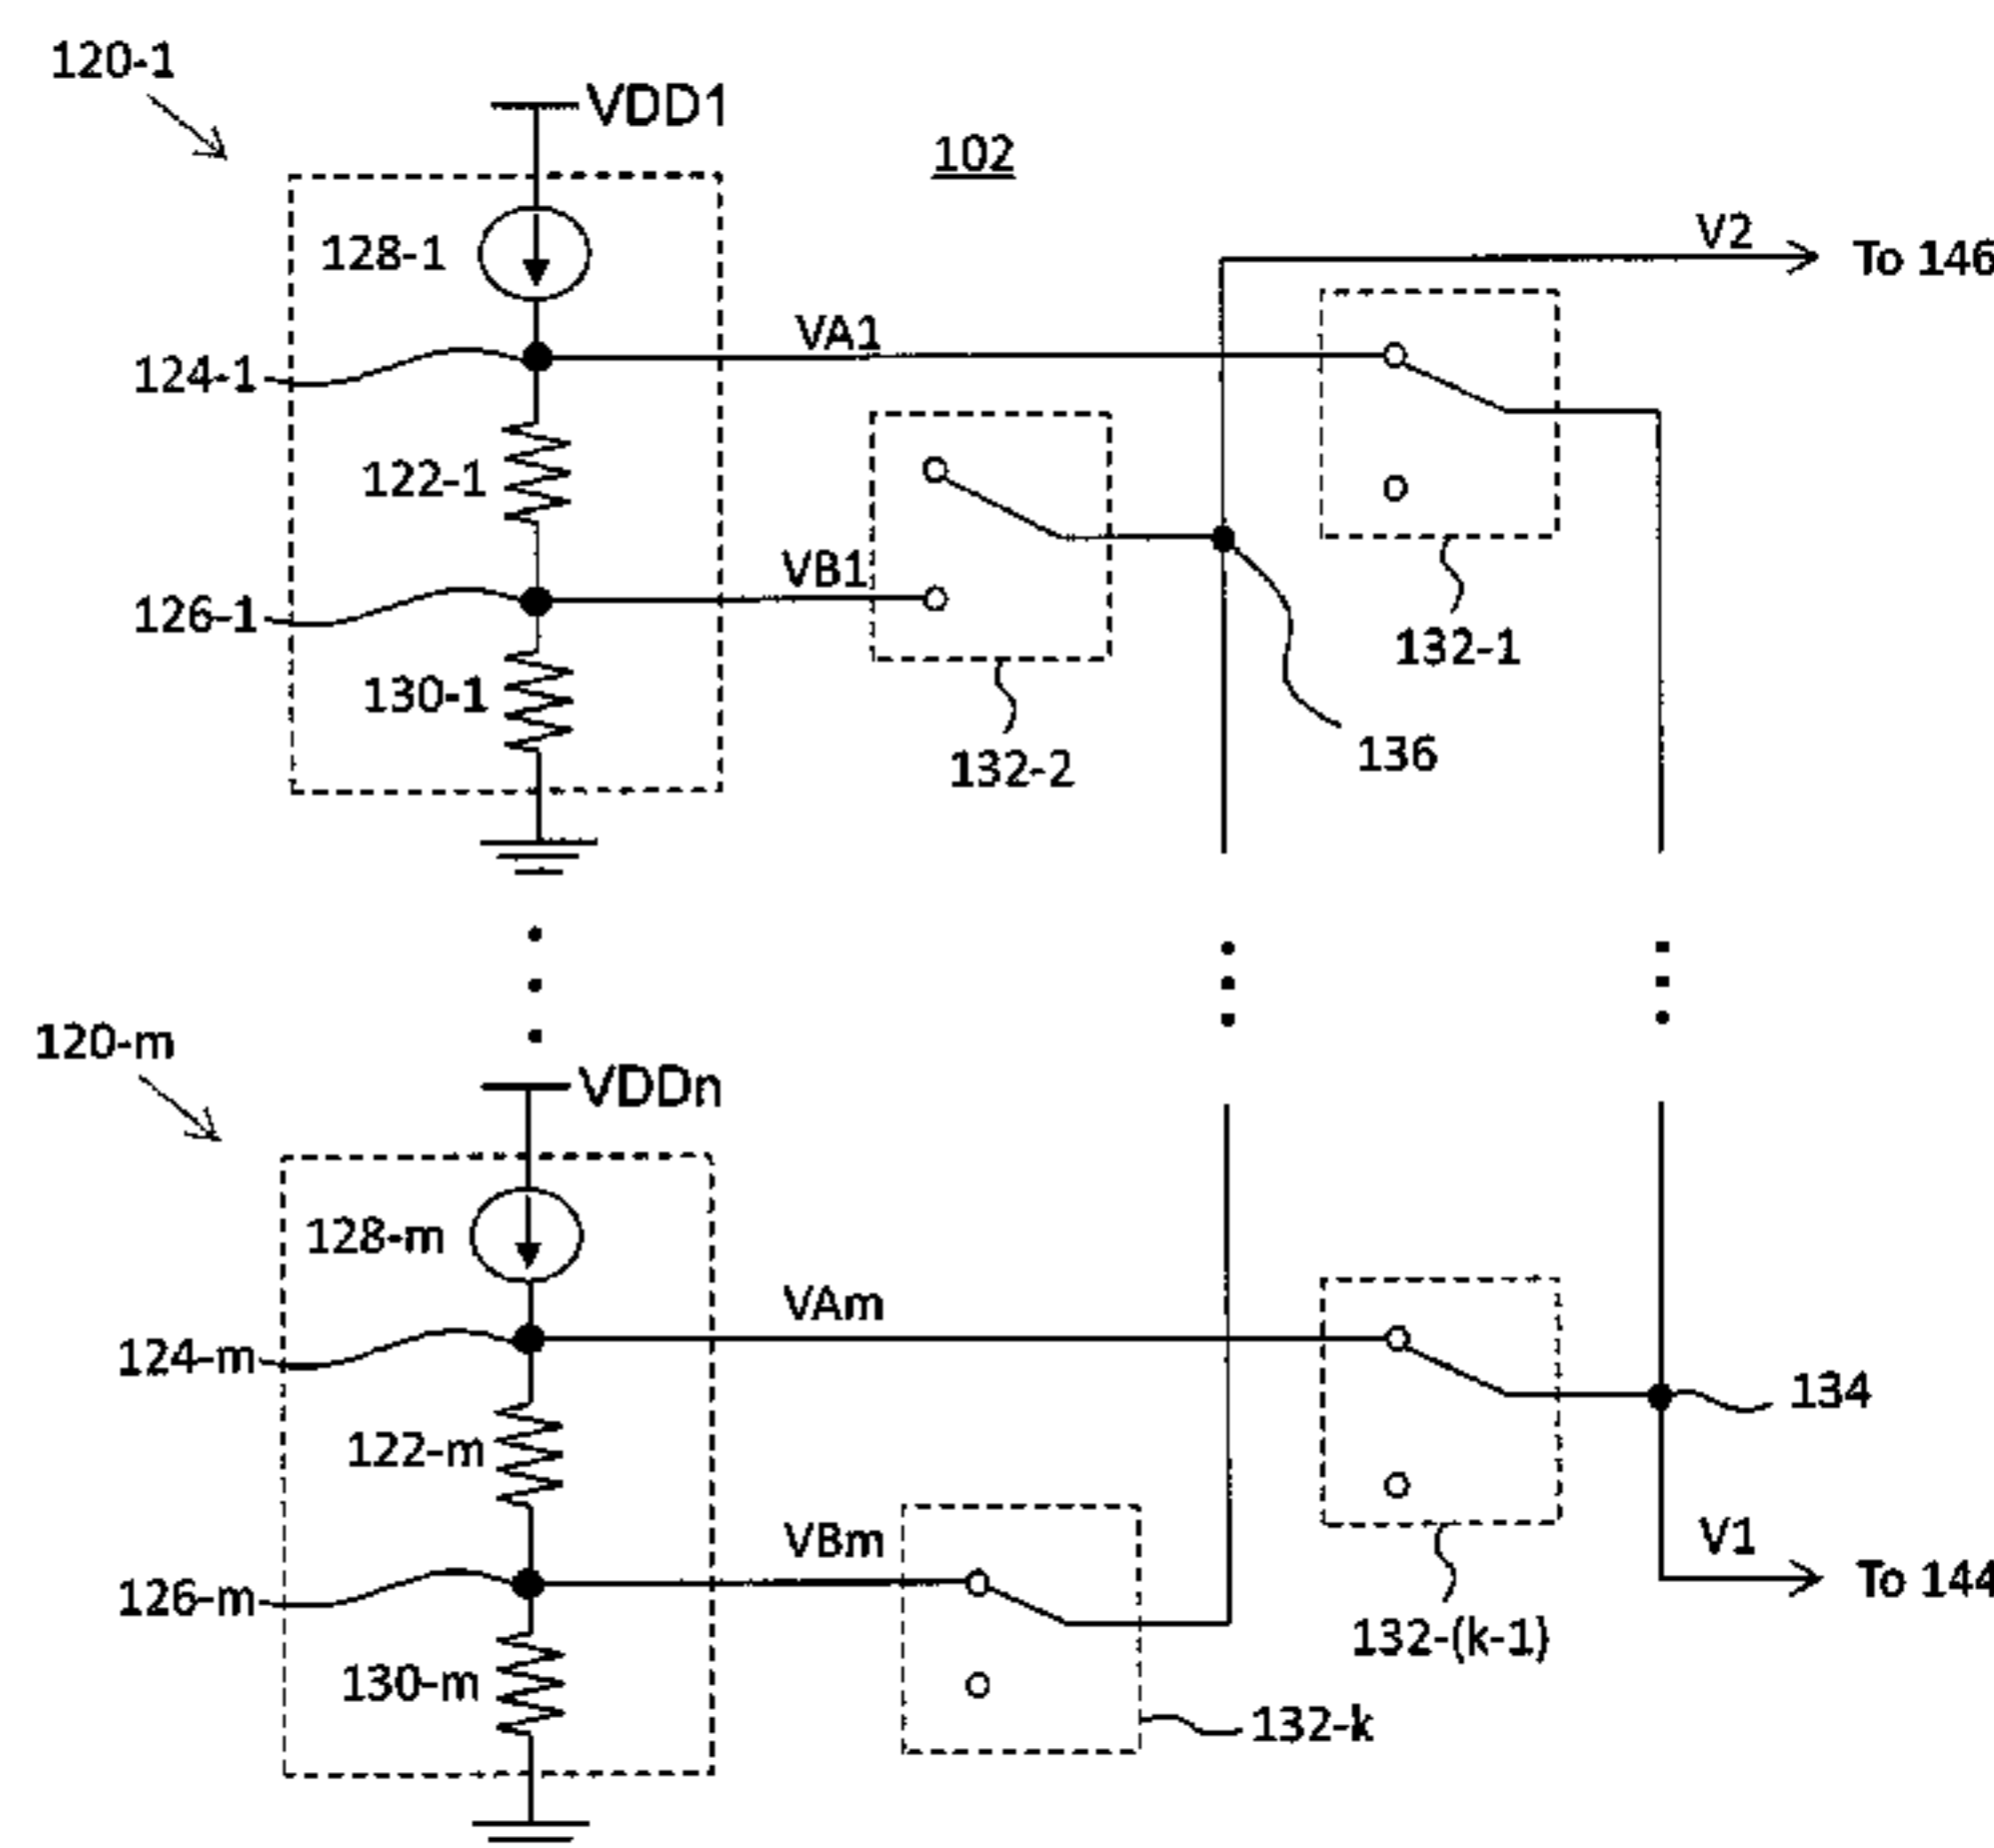 120-1
VDD1
102
128-1
V2
To 146
VA1
124-1
122-1
VB1
126-1
132-1
130-1
132-2
136
120-m
VDDn
128-m
VAm
124-m
134
122-m
VBm
V1
126-m
To 144
132-(k-1)
130-m
132-k